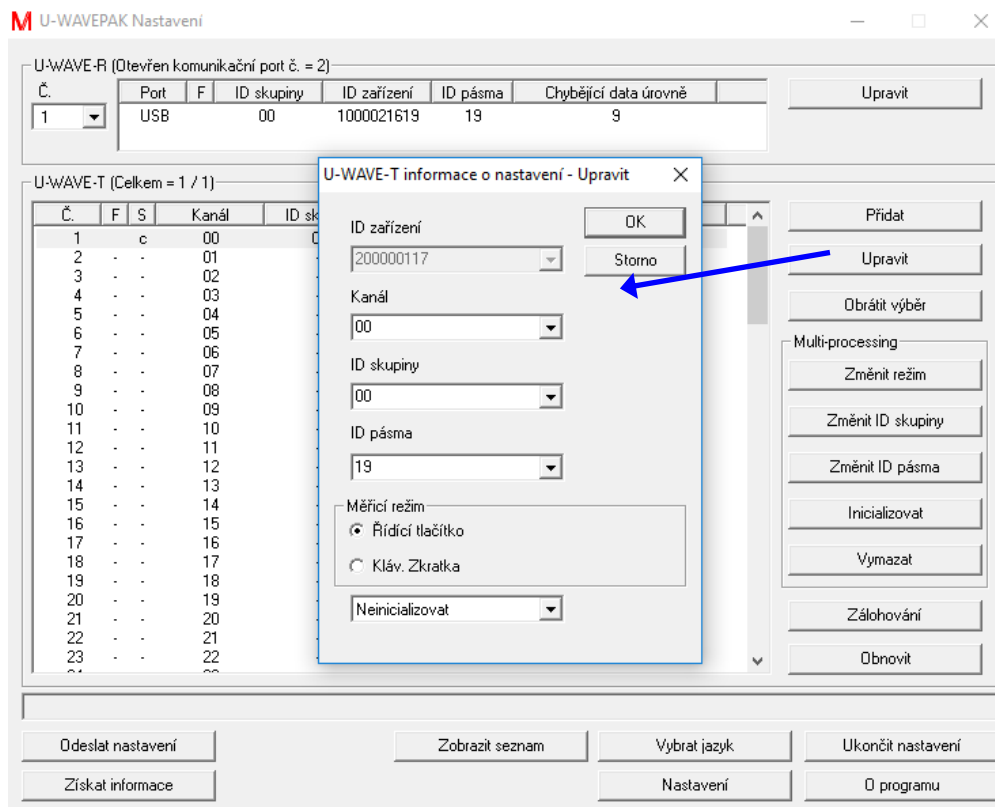 U-WAVEPAK Nastavení
U-WAVE-R (Otevřen komunikační port č. = 2)
Č. Port F ID skupiny ID zařízení ID pásma Chybějící data úrovně
1 USB 00 1000021619 19 9
Upravit
U-WAVE-T (Celkem = 1 / 1)
Č. F S Kanál ID sk
1 c 00
2 - - 01
3 - - 02
4 - - 03
5 - - 04
6 - - 05
7 - - 06
8 - - 07
9 - - 08
10 - - 09
11 - - 10
12 - - 11
13 - - 12
14 - - 13
15 - - 14
16 - - 15
17 - - 16
18 - - 17
19 - - 18
20 - - 19
21 - - 20
22 - - 21
23 - - 22
U-WAVE-T informace o nastavení - Upravit
ID zařízení
200000117
Kanál
00
ID skupiny
00
ID pásma
19
Měřicí režim
Řídící tlačítko
Kláv. Zkratka
Neinicializovat
OK
Storno
Přidat
Upravit
Obrátit výběr
Multi-processing
Změnit režim
Změnit ID skupiny
Změnit ID pásma
Inicializovat
Vymazat
Zálohování
Obnovit
Odeslat nastavení
Zobrazit seznam
Vybrat jazyk
Ukončit nastavení
Získat informace
Nastavení
O programu